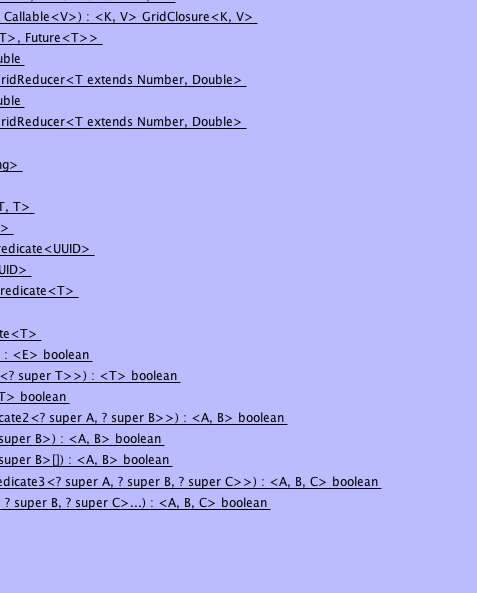 Callable<V>) : <K, V> GridClosure<K, V>
T>, Future<T>>
uble
ridReducer<T extends Number, Double>
uble
ridReducer<T extends Number, Double>
ng>
T, T>
>
redicate<UUID>
UID>
redicate<T>
te<T>
: <E> boolean
<? super T>>) : <T> boolean
T> boolean
cate2<? super A, ? super B>>) : <A, B> boolean
super B>) : <A, B> boolean
super B>[]) : <A, B> boolean
edicate3<? super A, ? super B, ? super C>>) : <A, B, C> boolean
? super B, ? super C>...) : <A, B, C> boolean